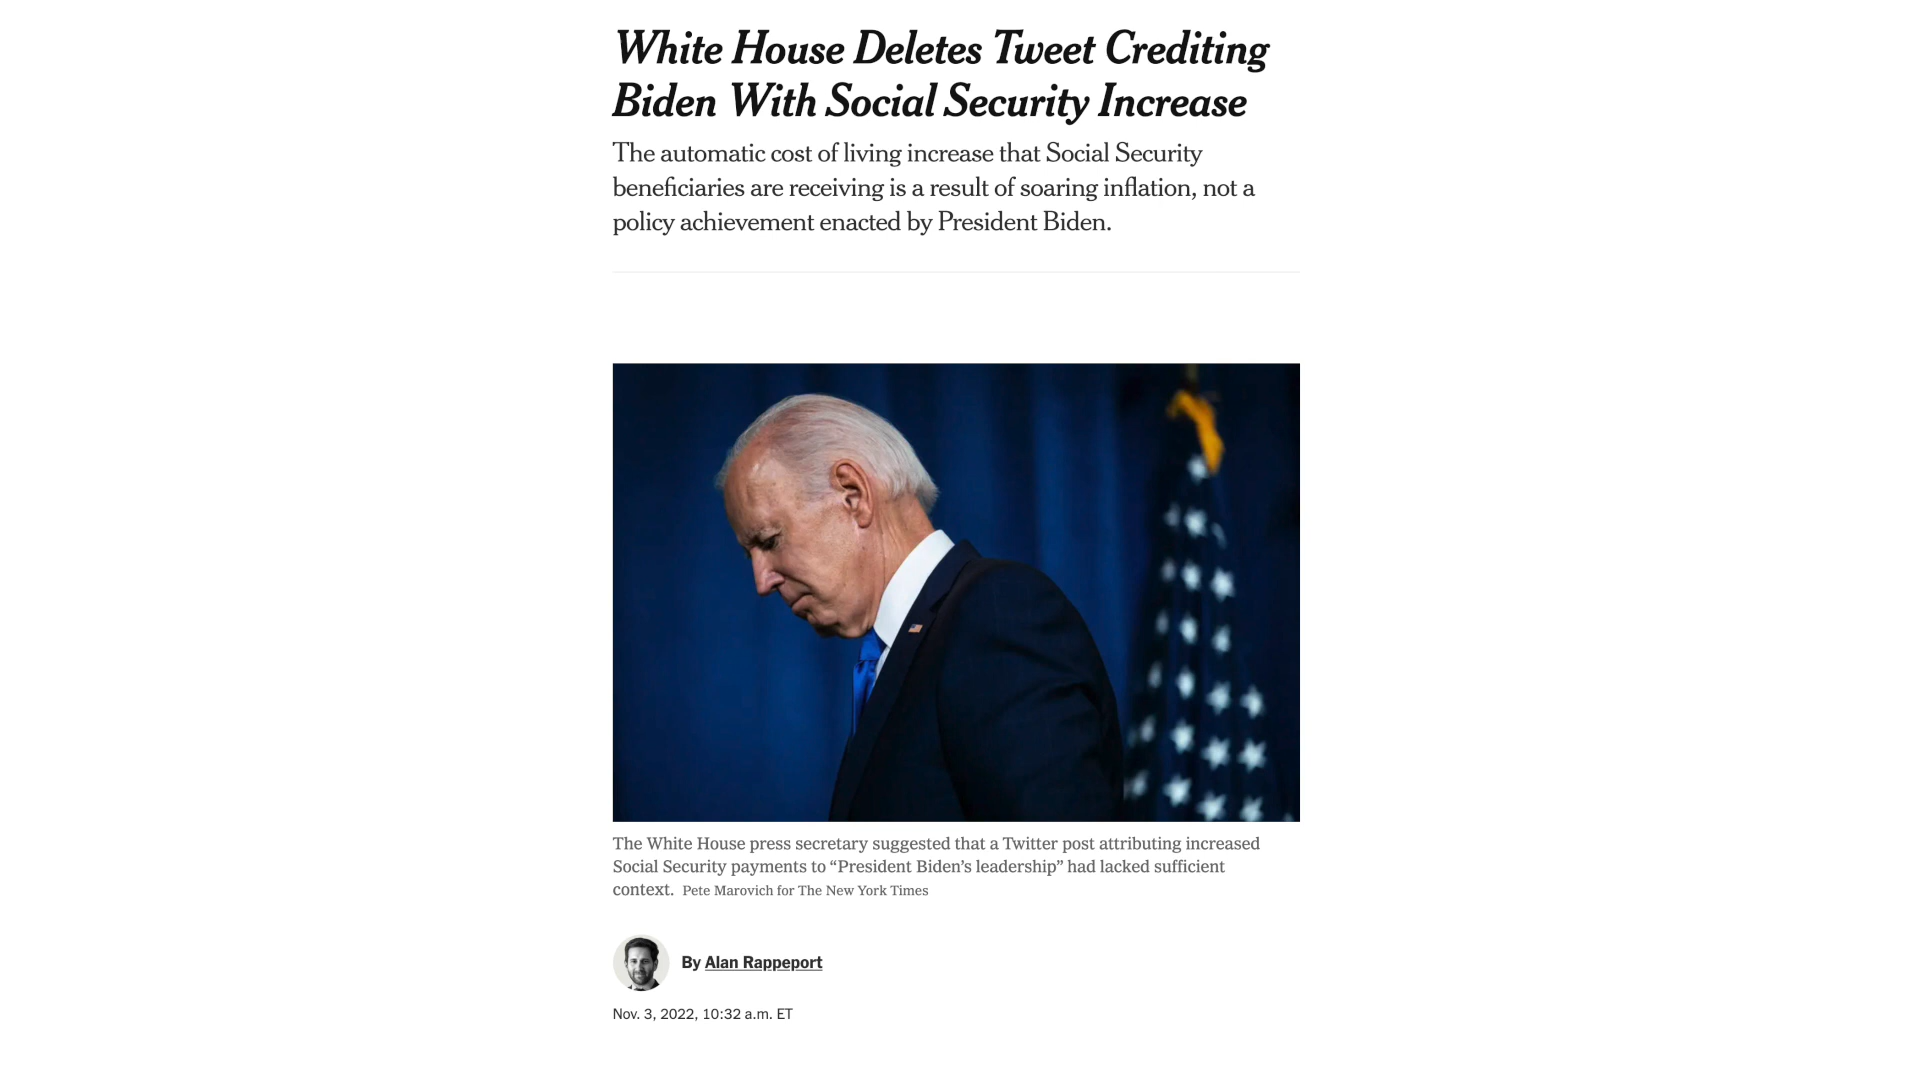 White House Deletes Tweet Crediting
Biden With Social Security Increase
The automatic cost of living increase that Social Security
beneficiaries are receiving is a result of soaring inflation, not a
policy achievement enacted by President Biden.
The White House press secretary suggested that a Twitter post attributing increased
Social Security payments to “President Biden’s leadership” had lacked sufficient
context. Pete Marovich for The New York Times
By Alan Rappeport
Nov. 3, 2022, 10:32 a.m. ET